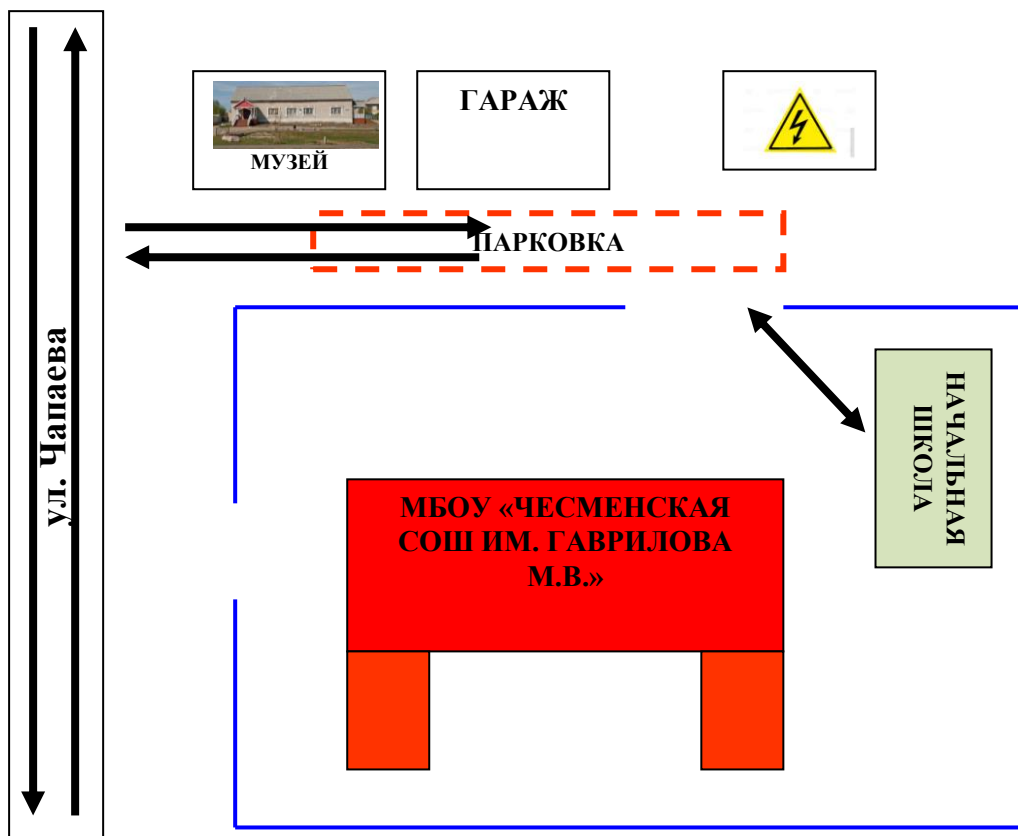 МУЗЕЙ
ГАРАЖ
ПАРКОВКА
ул. Чапаева
НАЧАЛЬНАЯ
ШКОЛА
МБОУ «ЧЕСМЕНСКАЯ
СОШ ИМ. ГАВРИЛОВА
М.В.»